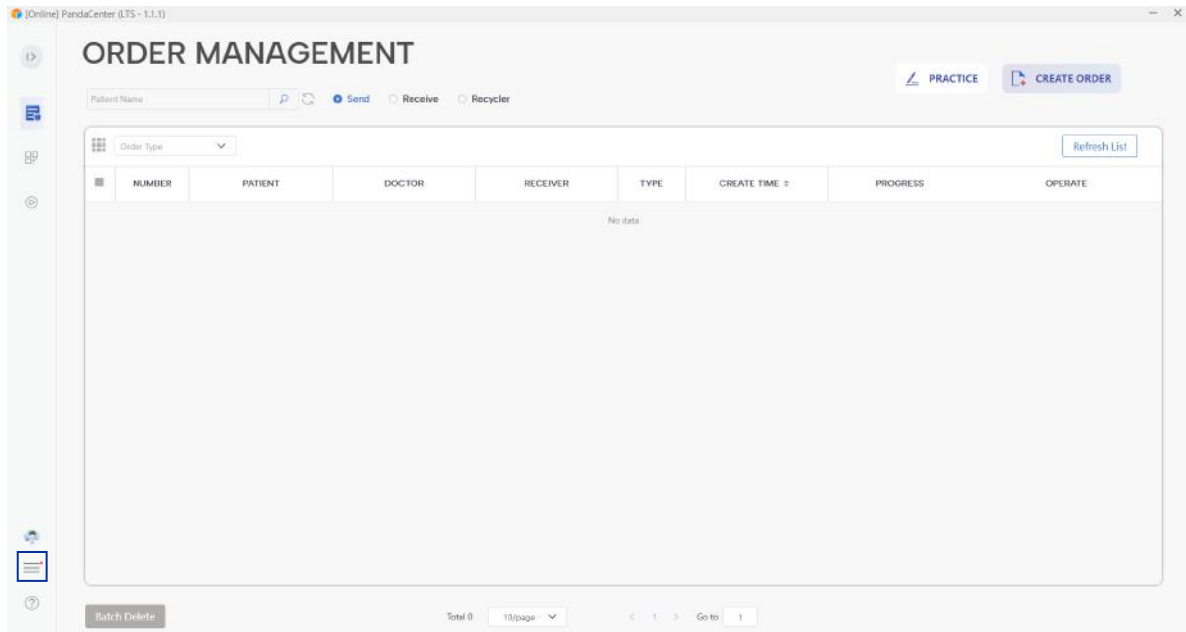 [Online] PandaCenter (LTS - 1.1.1)
ORDER MANAGEMENT
PRACTICE
CREATE ORDER
Patient Name
Send
Receive
Recycler
Order Type
Refresh List
NUMBER PATIENT DOCTOR RECEIVER TYPE CREATE TIME PROGRESS OPERATE
No data
Batch Delete
Total 0
10/page
1
Go to
1